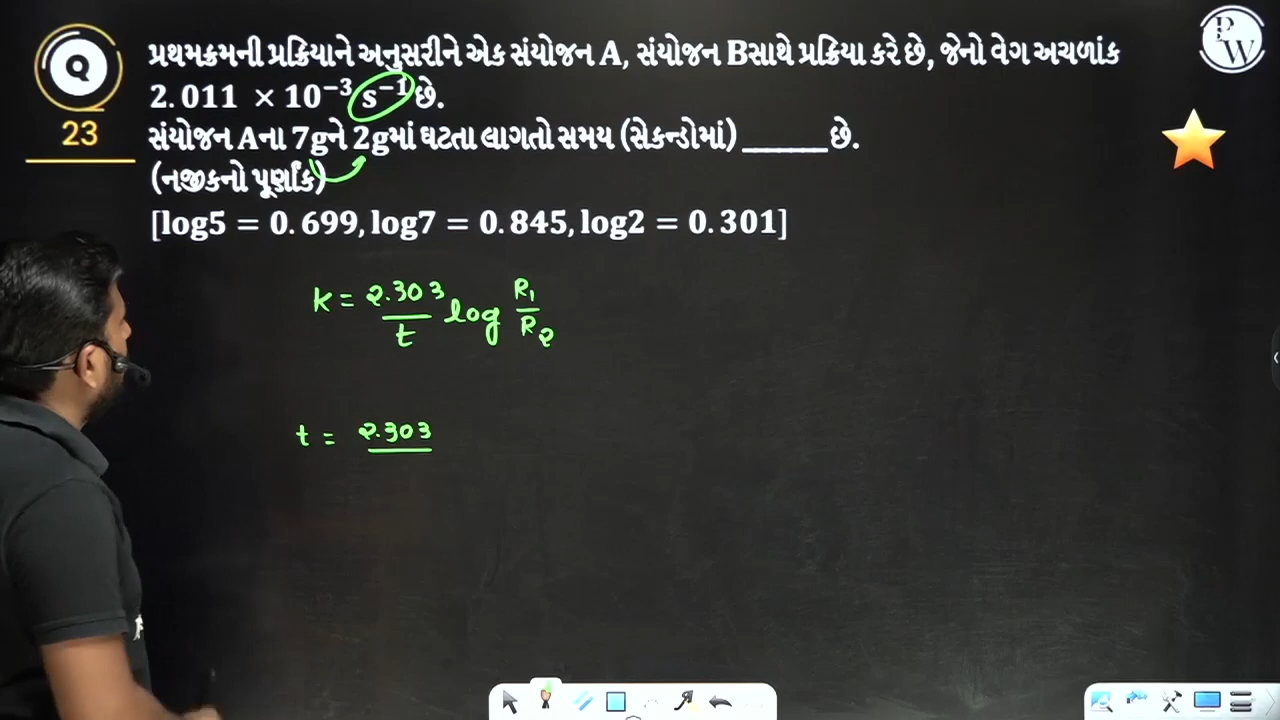 Q
23
પ્રથમક્રમની પ્રક્રિયાને અનુસરીને એક સંયોજન A, સંયોજન Bસાથે પ્રક્રિયા કરે છે, જેનો વેગ અચળાંક
2.011 × 10⁻³ s⁻¹ છે.
સંયોજન Aના 7gને 2gમાં ઘટતા લાગતો સમય (સેકન્ડોમાં) ______ છે.
(નજીકનો પૂર્ણાંક)
[log5 = 0.699, log7 = 0.845, log2 = 0.301]
K = 2.303/t log R₁/R₂
t = 2.303
PW